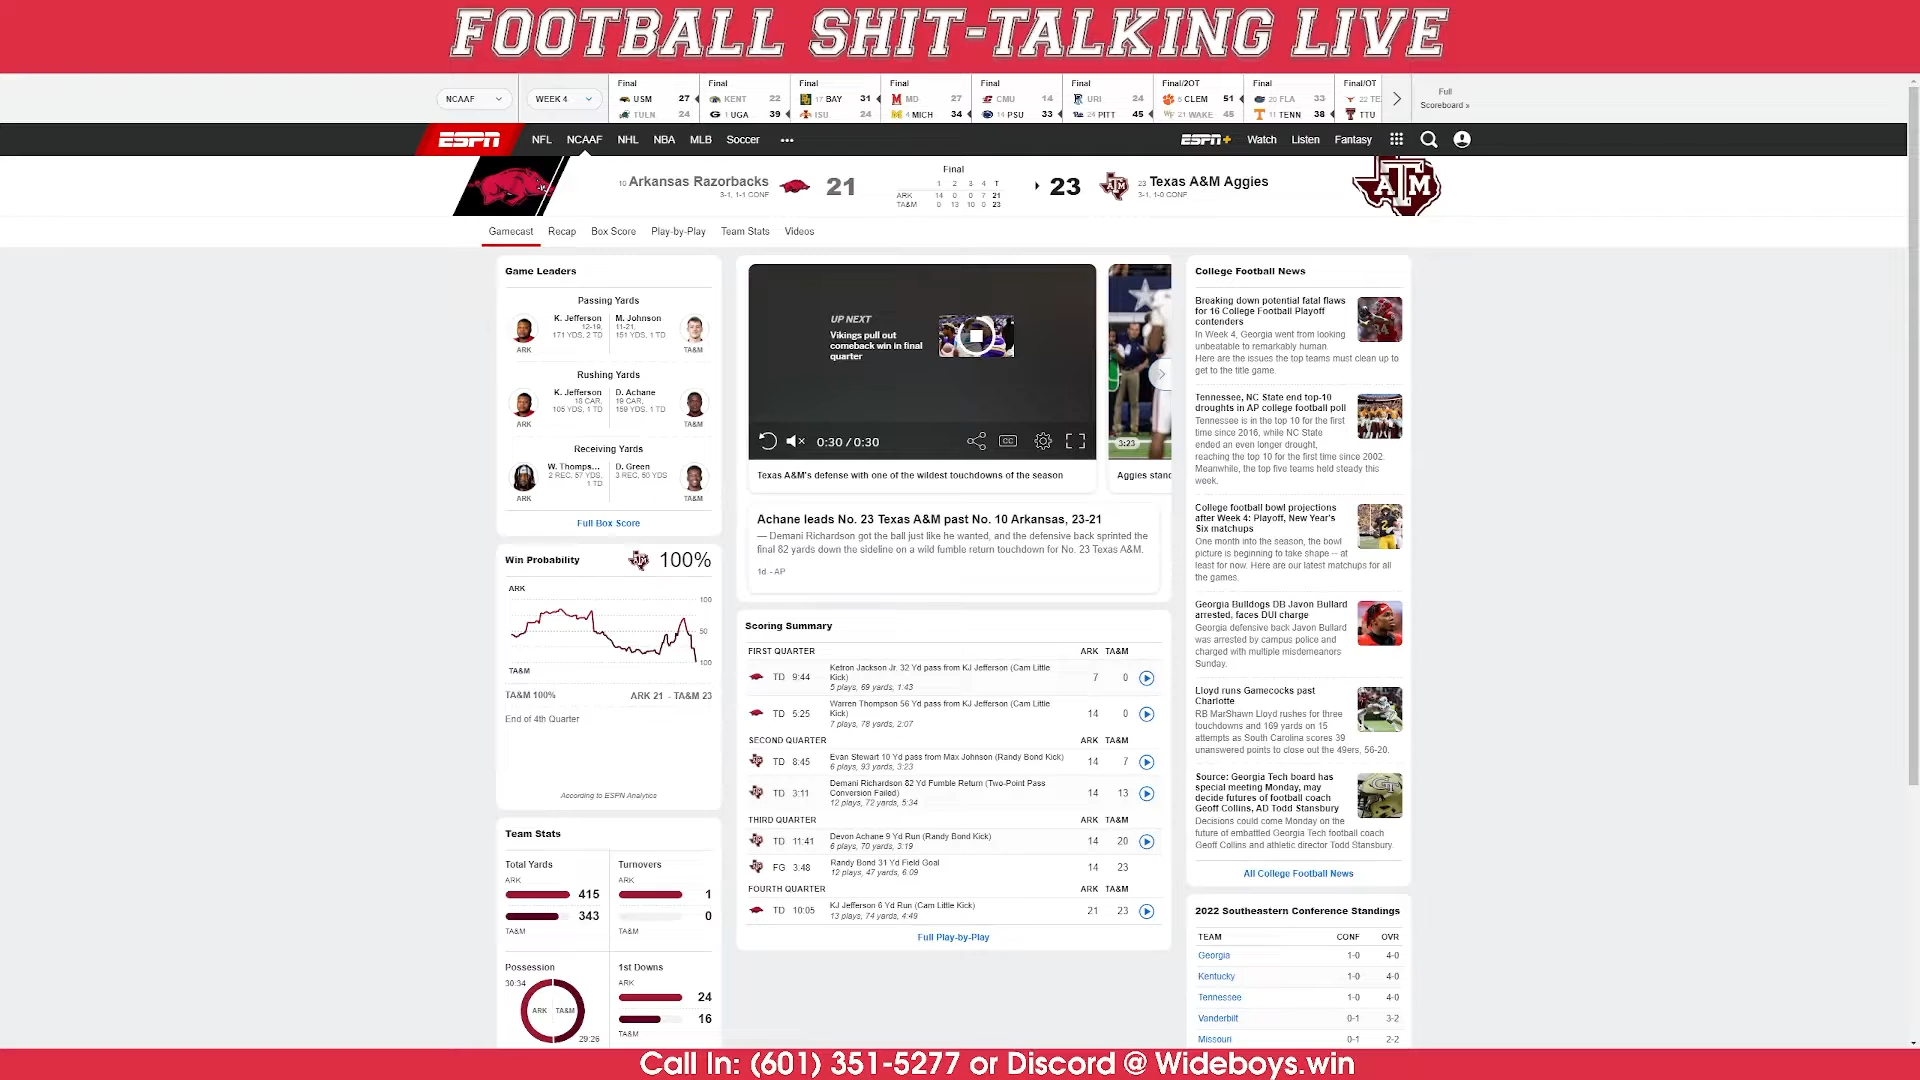 FOOTBALL SHIT-TALKING LIVE
NCAAF
WEEK 4
Final
USM 27
TULN 24
Final
KENT 22
1 UGA 39
Final
17 BAY 31
ISU 24
Final
MD 27
4 MICH 34
Final
CMU 14
14 PSU 33
Final
URI 24
24 PITT 45
Final/2OT
5 CLEM 51
21 WAKE 45
Final
20 FLA 33
11 TENN 38
Final/OT
22 TE
TTU
Full
Scoreboard »
ESPN
NFL NCAAF NHL NBA MLB Soccer •••
ESPN+ Watch Listen Fantasy
10 Arkansas Razorbacks
3-1, 1-1 CONF
21
Final
1 2 3 4 T
ARK 14 0 0 7 21
TA&M 0 13 10 0 23
23
23 Texas A&M Aggies
3-1, 1-0 CONF
Gamecast Recap Box Score Play-by-Play Team Stats Videos
Game Leaders
Passing Yards
K. Jefferson
12-19,
171 YDS, 2 TD
ARK
M. Johnson
11-21,
151 YDS, 1 TD
TA&M
Rushing Yards
K. Jefferson
18 CAR,
105 YDS, 1 TD
ARK
D. Achane
19 CAR,
159 YDS, 1 TD
TA&M
Receiving Yards
W. Thomps...
2 REC, 57 YDS,
1 TD
ARK
D. Green
3 REC, 50 YDS
TA&M
Full Box Score
Win Probability
100%
ARK
100
50
100
TA&M
TA&M 100% ARK 21 - TA&M 23
End of 4th Quarter
According to ESPN Analytics
Team Stats
Total Yards
ARK
415
343
TA&M
Turnovers
ARK
1
0
TA&M
Possession
30:34
ARK TA&M
29:26
1st Downs
ARK
24
16
TA&M
UP NEXT
Vikings pull out
comeback win in final
quarter
0:30 / 0:30
CC
Texas A&M's defense with one of the wildest touchdowns of the season
3:23
Aggies stand
Achane leads No. 23 Texas A&M past No. 10 Arkansas, 23-21
— Demani Richardson got the ball just like he wanted, and the defensive back sprinted the
final 82 yards down the sideline on a wild fumble return touchdown for No. 23 Texas A&M.
1d - AP
Scoring Summary
FIRST QUARTER ARK TA&M
TD 9:44 Ketron Jackson Jr. 32 Yd pass from KJ Jefferson (Cam Little
Kick)
5 plays, 69 yards, 1:43
7 0
TD 5:25 Warren Thompson 56 Yd pass from KJ Jefferson (Cam Little
Kick)
7 plays, 78 yards, 2:07
14 0
SECOND QUARTER ARK TA&M
TD 8:45 Evan Stewart 10 Yd pass from Max Johnson (Randy Bond Kick)
6 plays, 93 yards, 3:23
14 7
TD 3:11 Demani Richardson 82 Yd Fumble Return (Two-Point Pass
Conversion Failed)
12 plays, 72 yards, 5:34
14 13
THIRD QUARTER ARK TA&M
TD 11:41 Devon Achane 9 Yd Run (Randy Bond Kick)
6 plays, 70 yards, 3:19
14 20
FG 3:48 Randy Bond 31 Yd Field Goal
12 plays, 47 yards, 6:09
14 23
FOURTH QUARTER ARK TA&M
TD 10:05 KJ Jefferson 6 Yd Run (Cam Little Kick)
13 plays, 74 yards, 4:49
21 23
Full Play-by-Play
College Football News
Breaking down potential fatal flaws
for 16 College Football Playoff
contenders
In Week 4, Georgia went from looking
unbeatable to remarkably human.
Here are the issues the top teams must clean up to
get to the title game.
Tennessee, NC State end top-10
droughts in AP college football poll
Tennessee is in the top 10 for the first
time since 2016, while NC State
ended an even longer drought,
reaching the top 10 for the first time since 2002.
Meanwhile, the top five teams held steady this
week.
College football bowl projections
after Week 4: Playoff, New Year's
Six matchups
One month into the season, the bowl
picture is beginning to take shape -- at
least for now. Here are our latest matchups for all
the games.
Georgia Bulldogs DB Javon Bullard
arrested, faces DUI charge
Georgia defensive back Javon Bullard
was arrested by campus police and
charged with multiple misdemeanors
Sunday.
Lloyd runs Gamecocks past
Charlotte
RB MarShawn Lloyd rushes for three
touchdowns and 169 yards on 15
attempts as South Carolina scores 39
unanswered points to close out the 49ers, 56-20.
Source: Georgia Tech board has
special meeting Monday, may
decide futures of football coach
Geoff Collins, AD Todd Stansbury
Decisions could come Monday on the
future of embattled Georgia Tech football coach
Geoff Collins and athletic director Todd Stansbury.
All College Football News
2022 Southeastern Conference Standings
TEAM CONF OVR
Georgia 1-0 4-0
Kentucky 1-0 4-0
Tennessee 1-0 4-0
Vanderbilt 0-1 3-2
Missouri 0-1 2-2
Call In: (601) 351-5277 or Discord @ Wideboys.win